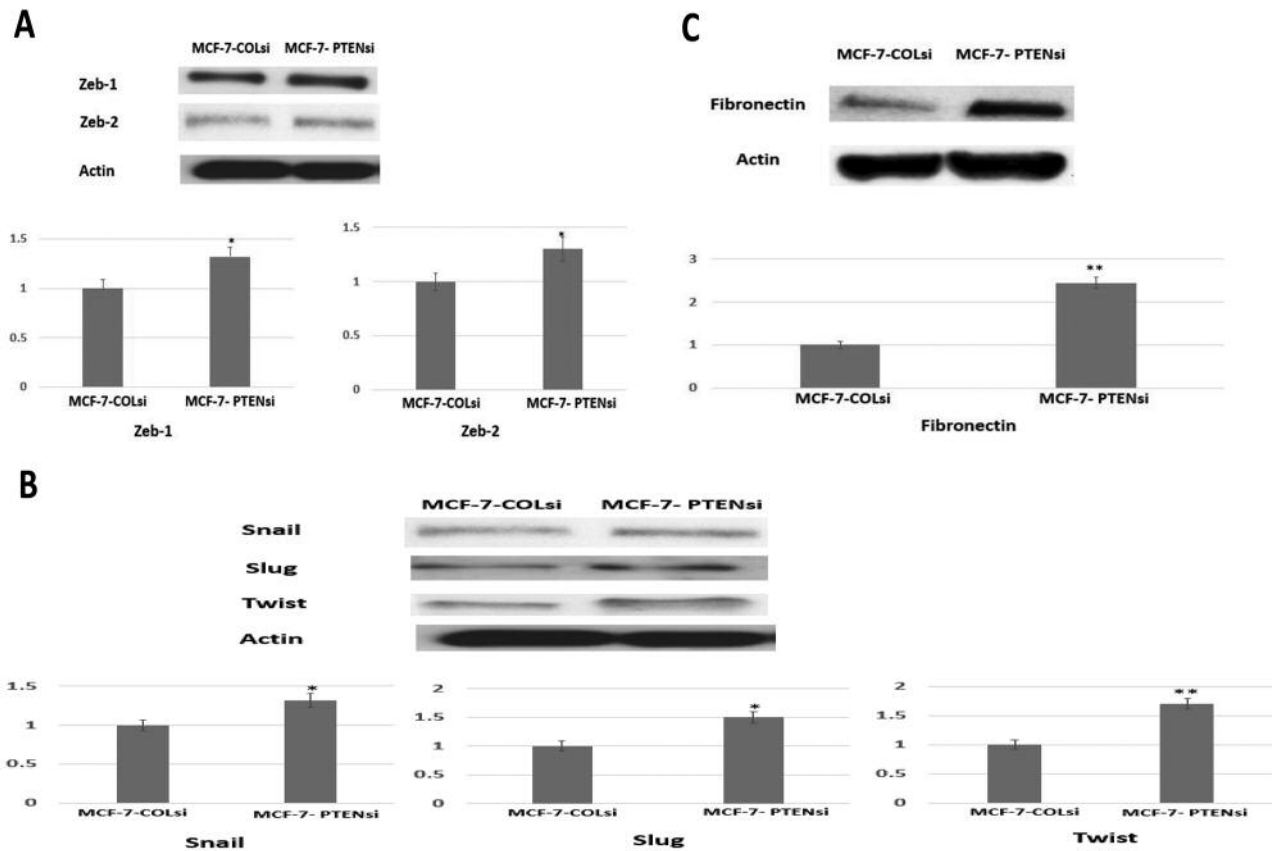 A
MCF-7-COLsi MCF-7- PTENsi
Zeb-1
Zeb-2
Actin
1.5
1
0.5
0
*
MCF-7-COLsi MCF-7- PTENsi
Zeb-1
1.5
1
0.5
0
*
MCF-7-COLsi MCF-7- PTENsi
Zeb-2
C
MCF-7-COLsi MCF-7- PTENsi
Fibronectin
Actin
3
2
1
0
**
MCF-7-COLsi MCF-7- PTENsi
Fibronectin
B
MCF-7-COLsi MCF-7- PTENsi
Snail
Slug
Twist
Actin
1.5
1
0.5
0
*
MCF-7-COLsi MCF-7- PTENsi
Snail
2
1.5
1
0.5
0
*
MCF-7-COLsi MCF-7- PTENsi
Slug
2
1.5
1
0.5
0
**
MCF-7-COLsi MCF-7- PTENsi
Twist